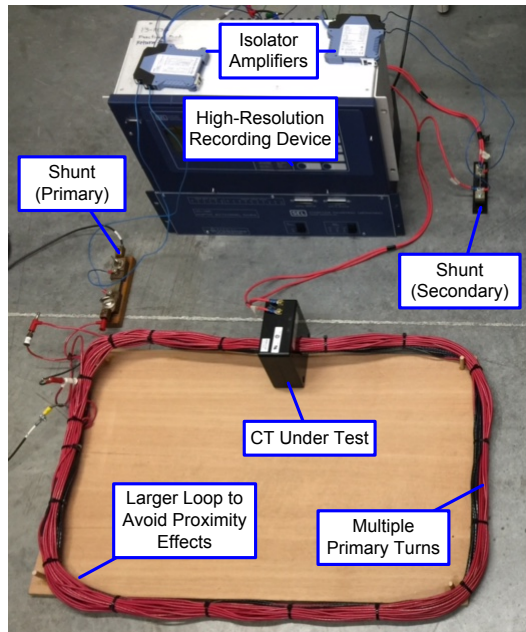 Isolator
Amplifiers
High-Resolution
Recording Device
Shunt
(Primary)
Shunt
(Secondary)
CT Under Test
Larger Loop to
Avoid Proximity
Effects
Multiple
Primary Turns